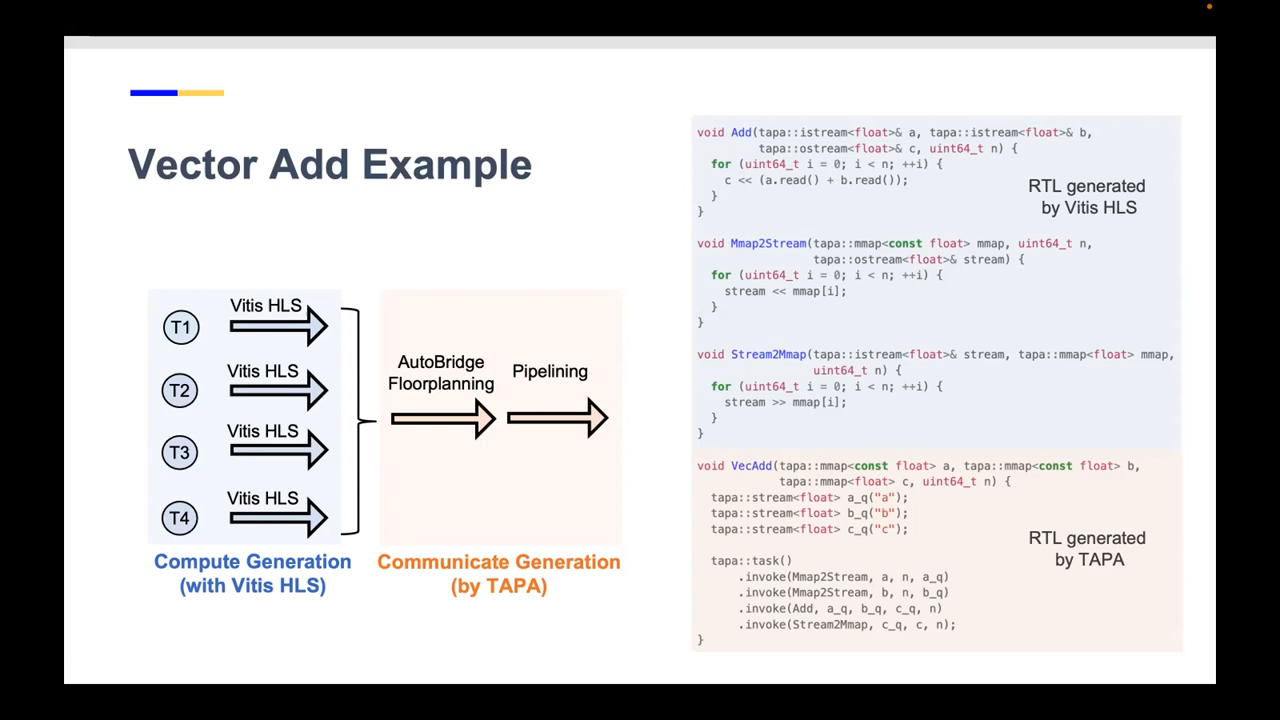 Vector Add Example
T1
Vitis HLS
T2
Vitis HLS
T3
Vitis HLS
T4
Vitis HLS
Compute Generation
(with Vitis HLS)
AutoBridge
Floorplanning
Pipelining
Communicate Generation
(by TAPA)
void Add(tapa::istream<float>& a, tapa::istream<float>& b,
tapa::ostream<float>& c, uint64_t n) {
for (uint64_t i = 0; i < n; ++i) {
c << (a.read() + b.read());
}
}
RTL generated
by Vitis HLS
void Mmap2Stream(tapa::mmap<const float> mmap, uint64_t n,
tapa::ostream<float>& stream) {
for (uint64_t i = 0; i < n; ++i) {
stream << mmap[i];
}
}
void Stream2Mmap(tapa::istream<float>& stream, tapa::mmap<float> mmap,
uint64_t n) {
for (uint64_t i = 0; i < n; ++i) {
stream >> mmap[i];
}
}
void VecAdd(tapa::mmap<const float> a, tapa::mmap<const float> b,
tapa::mmap<float> c, uint64_t n) {
tapa::stream<float> a_q("a");
tapa::stream<float> b_q("b");
tapa::stream<float> c_q("c");
tapa::task()
.invoke(Mmap2Stream, a, n, a_q)
.invoke(Mmap2Stream, b, n, b_q)
.invoke(Add, a_q, b_q, c_q, n)
.invoke(Stream2Mmap, c_q, c, n);
}
RTL generated
by TAPA